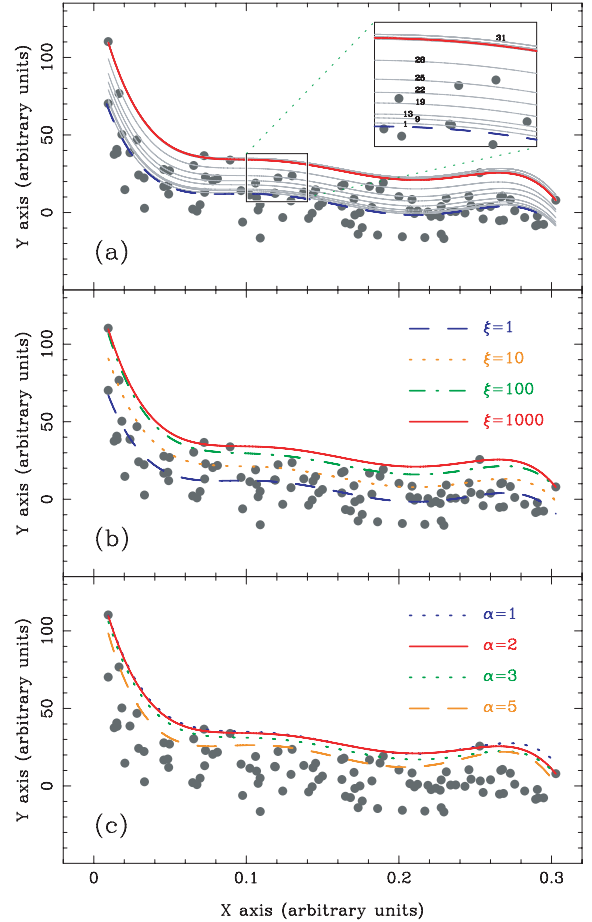 100
50
0
Y axis (arbitrary units)
31
28
25
22
19
13
9
1
(a)
100
50
0
Y axis (arbitrary units)
ξ=1
ξ=10
ξ=100
ξ=1000
(b)
100
50
0
Y axis (arbitrary units)
α=1
α=2
α=3
α=5
(c)
0
0.1
0.2
0.3
X axis (arbitrary units)